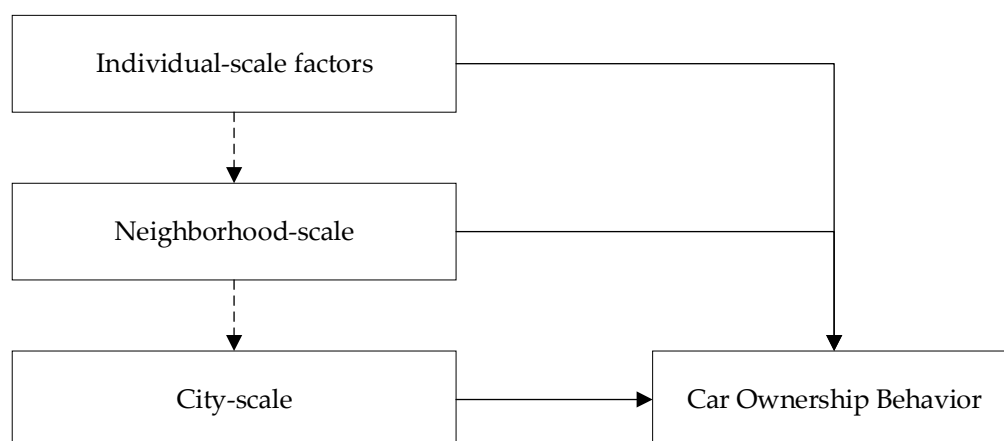 Individual-scale factors
Neighborhood-scale
City-scale
Car Ownership Behavior